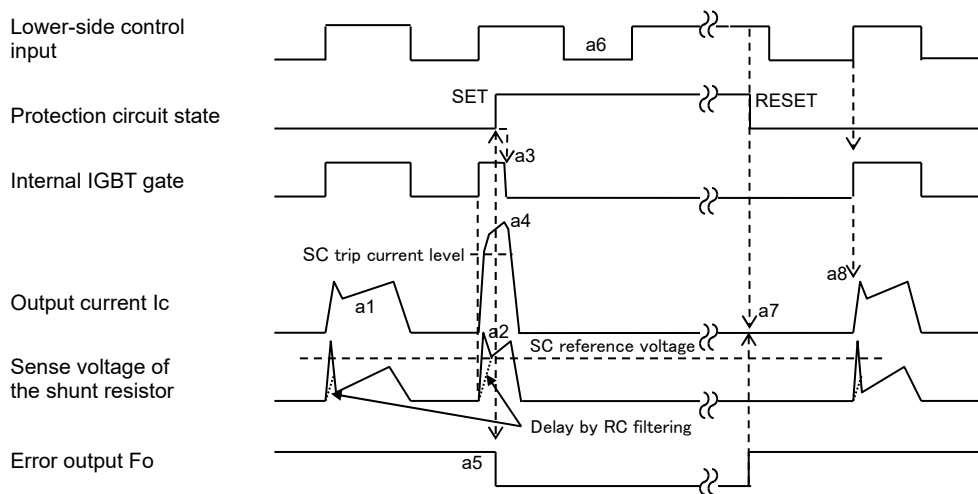 Lower-side control
input
a6
SET
RESET
Protection circuit state
a3
Internal IGBT gate
a4
SC trip current level
a8
Output current Ic
a1
a7
a2
SC reference voltage
Sense voltage of
the shunt resistor
Delay by RC filtering
Error output Fo
a5